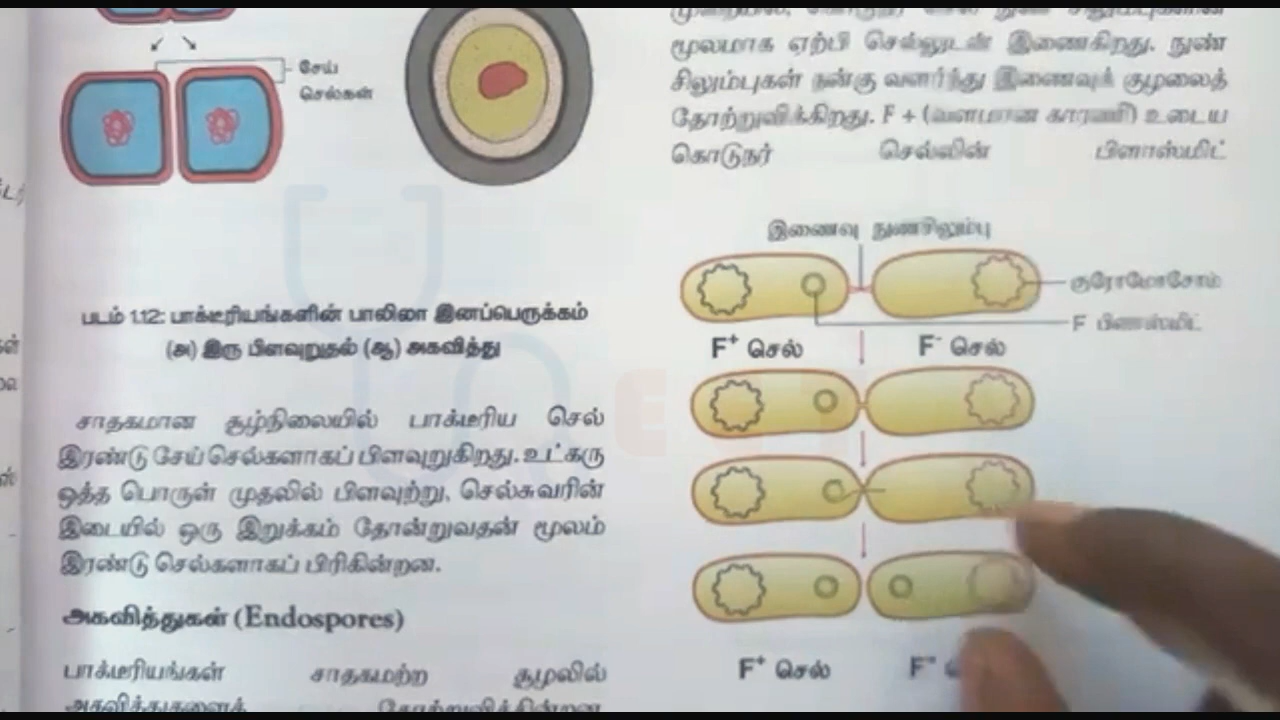 சேய்
செல்கள்
படம் 1.12: பாக்டீரியங்களின் பாலிலா இனப்பெருக்கம்
(அ) இரு பிளவுறுதல் (ஆ) அகவித்து
சாதகமான சூழ்நிலையில் பாக்டீரிய செல்
இரண்டு சேய் செல்களாகப் பிளவுறுகிறது. உட்கரு
ஒத்த பொருள் முதலில் பிளவுற்று, செல்சுவரின்
இடையில் ஒரு இறுக்கம் தோன்றுவதன் மூலம்
இரண்டு செல்களாகப் பிரிகின்றன.
அகவித்துகள் (Endospores)
பாக்டீரியங்கள் சாதகமற்ற சூழலில்
அகவித்துகளைத் தோற்றுவிக்கின்றன.
மூலமாக ஏற்பி செல்லுடன் இணைகிறது. நுண்
சிலும்புகள் நன்கு வளர்ந்து இணைவுக் குழலைத்
தோற்றுவிக்கிறது. F + (வளமான காரணி) உடைய
கொடுநர் செல்லின் பிளாஸ்மிட்
இணைவு நுண்சிலும்பு
குரோமோசோம்
F பிளாஸ்மிட்
F⁺ செல் F⁻ செல்
F⁺ செல்